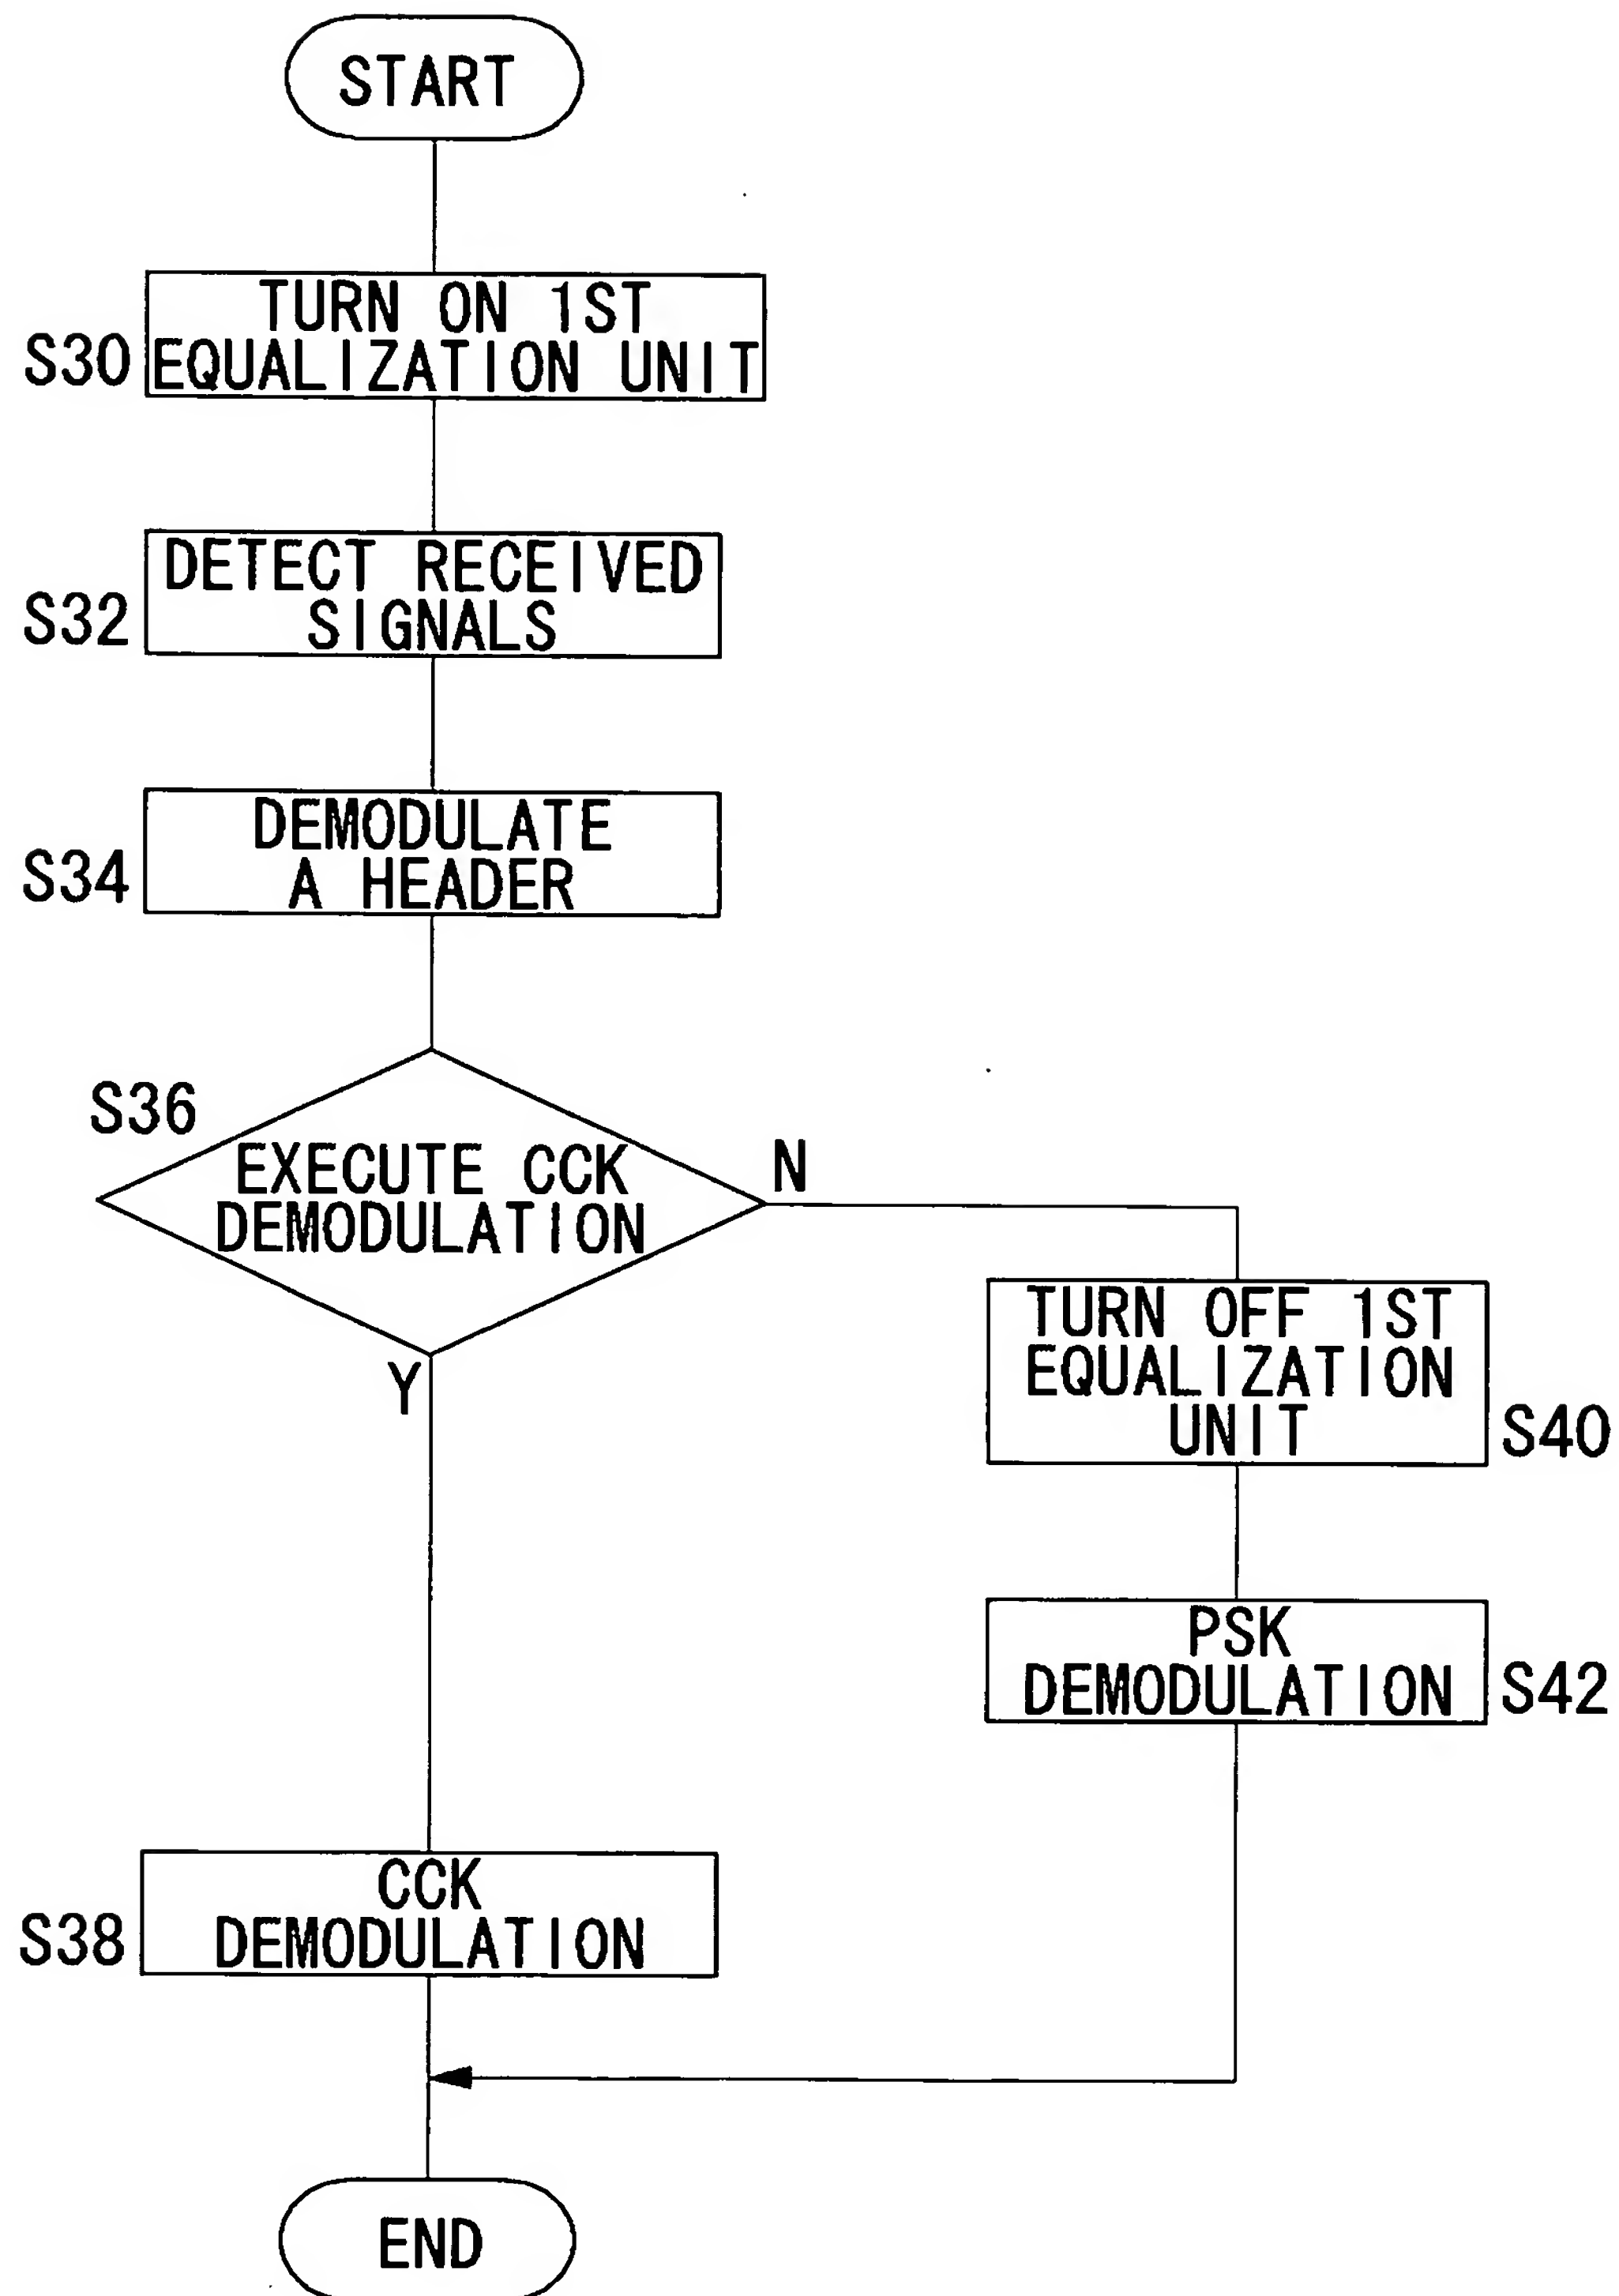 START
TURN ON 1ST
S30 EQUALIZATION UNIT
DETECT RECEIVED
S32 SIGNALS
DEMODULATE
S34 A HEADER
S36
EXECUTE CCK N
DEMODULATION
Y
TURN OFF 1ST
EQUALIZATION
UNIT S40
PSK
DEMODULATION S42
CCK
S38 DEMODULATION
END